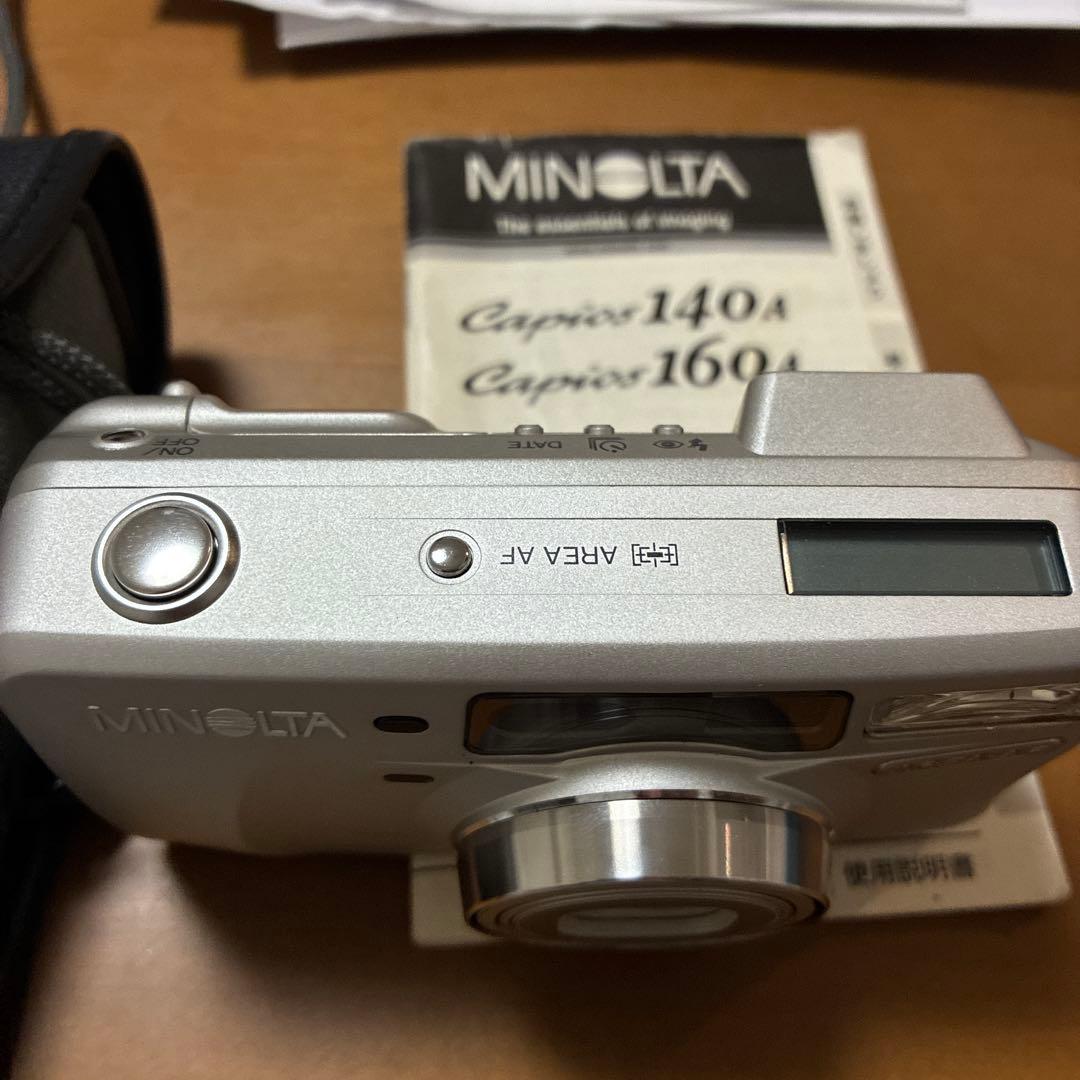 MINOLTA
The essentials of imaging
Capios 140A
Capios 160A
ON/
OFF
DATE
AREA AF
MINOLTA
使用説明書